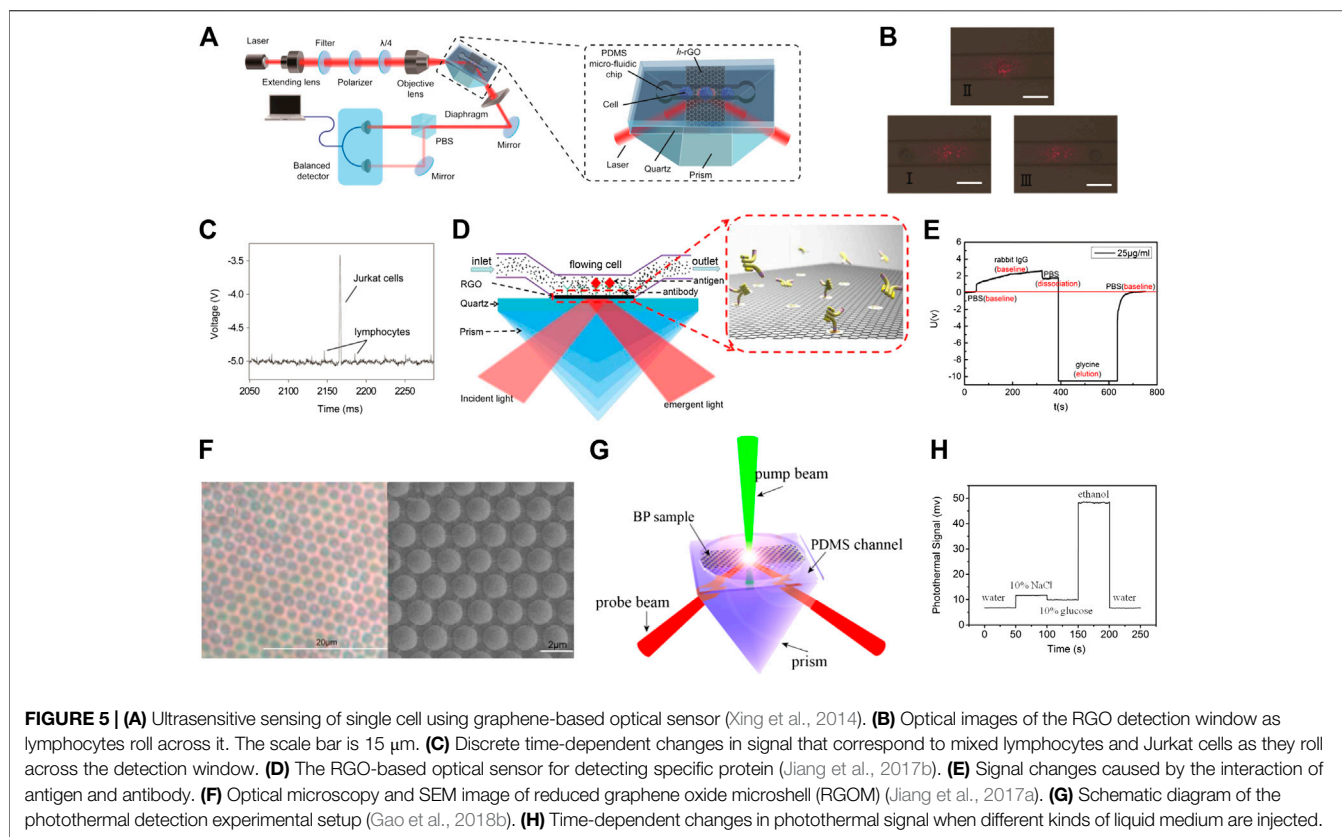 A
Laser
Filter
λ/4
Extending lens
Polarizer
Objective
lens
Diaphragm
PBS
Mirror
Balanced
detector
Mirror
h-rGO
PDMS
micro-fluidic
chip
Cell
Laser
Quartz
Prism
B
II
I
III
C
Voltage (V)
-3.5
-4.0
-4.5
-5.0
Jurkat cells
lymphocytes
2050
2100
2150
2200
2250
Time (ms)
D
inlet
flowing cell
outlet
RGO
antigen
antibody
Quartz
Prism
Incident light
emergent light
E
U(v)
6
4
2
0
-2
-4
-6
-8
-10
25µg/ml
rabbit IgG
(baseline)
PBS
(dissociation)
PBS(baseline)
PBS(baseline)
glycine
(elution)
0
200
400
600
800
t(s)
F
20µm
2µm
G
pump beam
BP sample
PDMS channel
probe beam
prism
H
Photothermal Signal (mv)
50
40
30
20
10
0
ethanol
10% NaCl
water
10% glucose
water
0
50
100
150
200
250
Time (s)
FIGURE 5 | (A) Ultrasensitive sensing of single cell using graphene-based optical sensor (Xing et al., 2014). (B) Optical images of the RGO detection window as
lymphocytes roll across it. The scale bar is 15 µm. (C) Discrete time-dependent changes in signal that correspond to mixed lymphocytes and Jurkat cells as they roll
across the detection window. (D) The RGO-based optical sensor for detecting specific protein (Jiang et al., 2017b). (E) Signal changes caused by the interaction of
antigen and antibody. (F) Optical microscopy and SEM image of reduced graphene oxide microshell (RGOM) (Jiang et al., 2017a). (G) Schematic diagram of the
photothermal detection experimental setup (Gao et al., 2018b). (H) Time-dependent changes in photothermal signal when different kinds of liquid medium are injected.